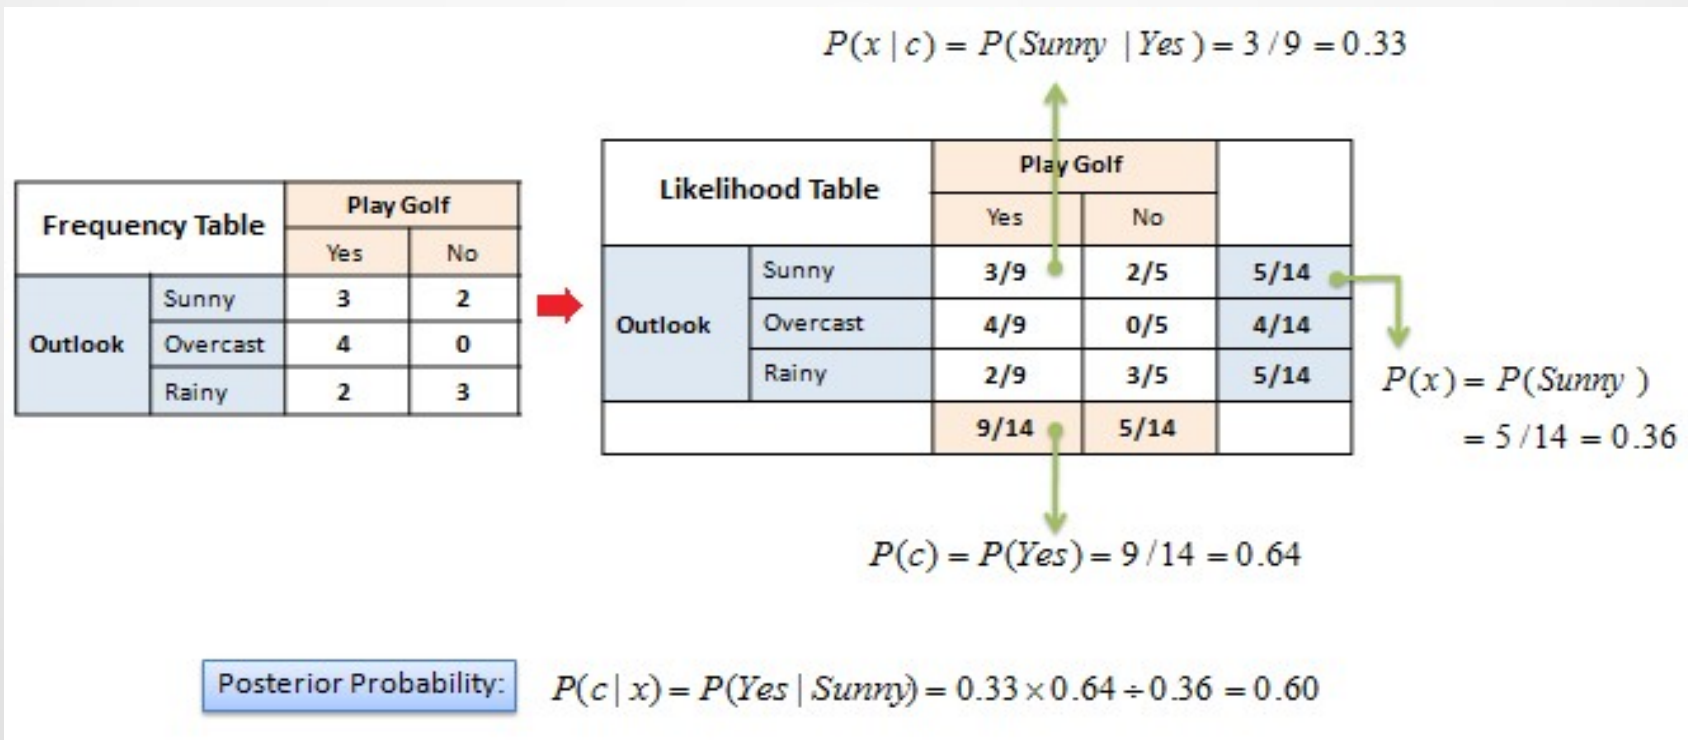 P(x | c) = P(Sunny | Yes) = 3 / 9 = 0.33
Frequency Table
Play Golf
Yes No
Outlook
Sunny 3 2
Overcast 4 0
Rainy 2 3
Likelihood Table
Play Golf
Yes No
Outlook
Sunny 3/9 2/5 5/14
Overcast 4/9 0/5 4/14
Rainy 2/9 3/5 5/14
9/14 5/14
P(x) = P(Sunny )
= 5 / 14 = 0.36
P(c) = P(Yes) = 9 / 14 = 0.64
Posterior Probability: P(c | x) = P(Yes | Sunny) = 0.33 × 0.64 ÷ 0.36 = 0.60